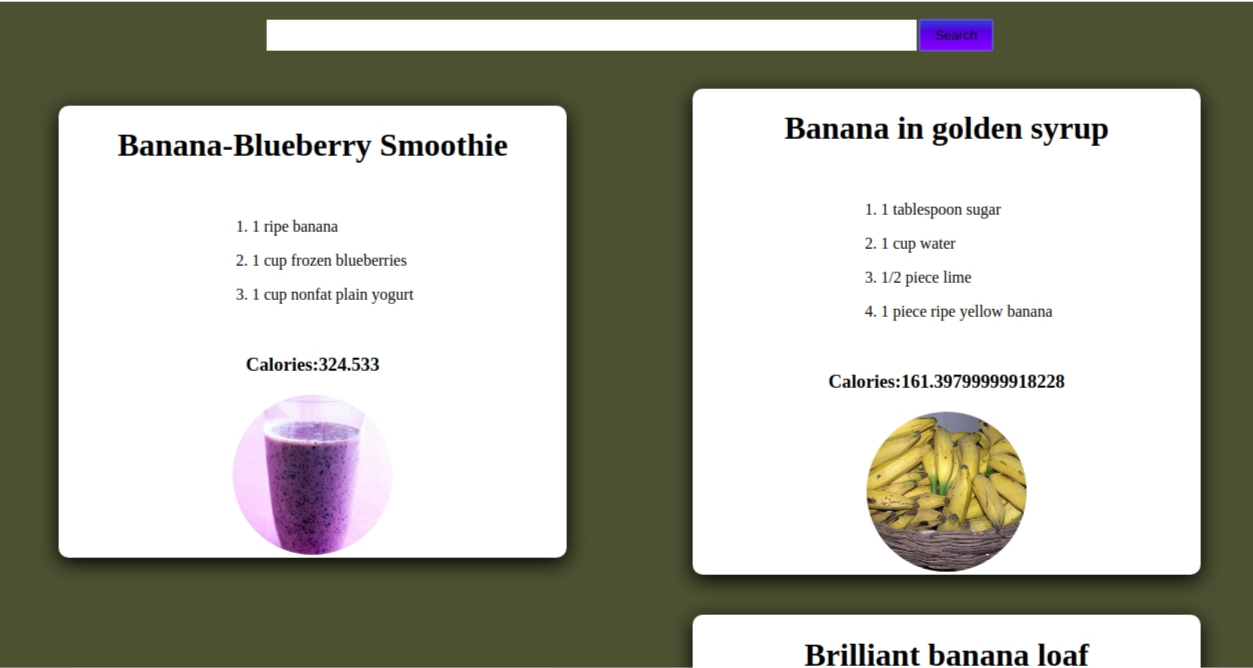 Search
Banana-Blueberry Smoothie
1. 1 ripe banana
2. 1 cup frozen blueberries
3. 1 cup nonfat plain yogurt
Calories:324.533
Banana in golden syrup
1. 1 tablespoon sugar
2. 1 cup water
3. 1/2 piece lime
4. 1 piece ripe yellow banana
Calories:161.39799999918228
Brilliant banana loaf